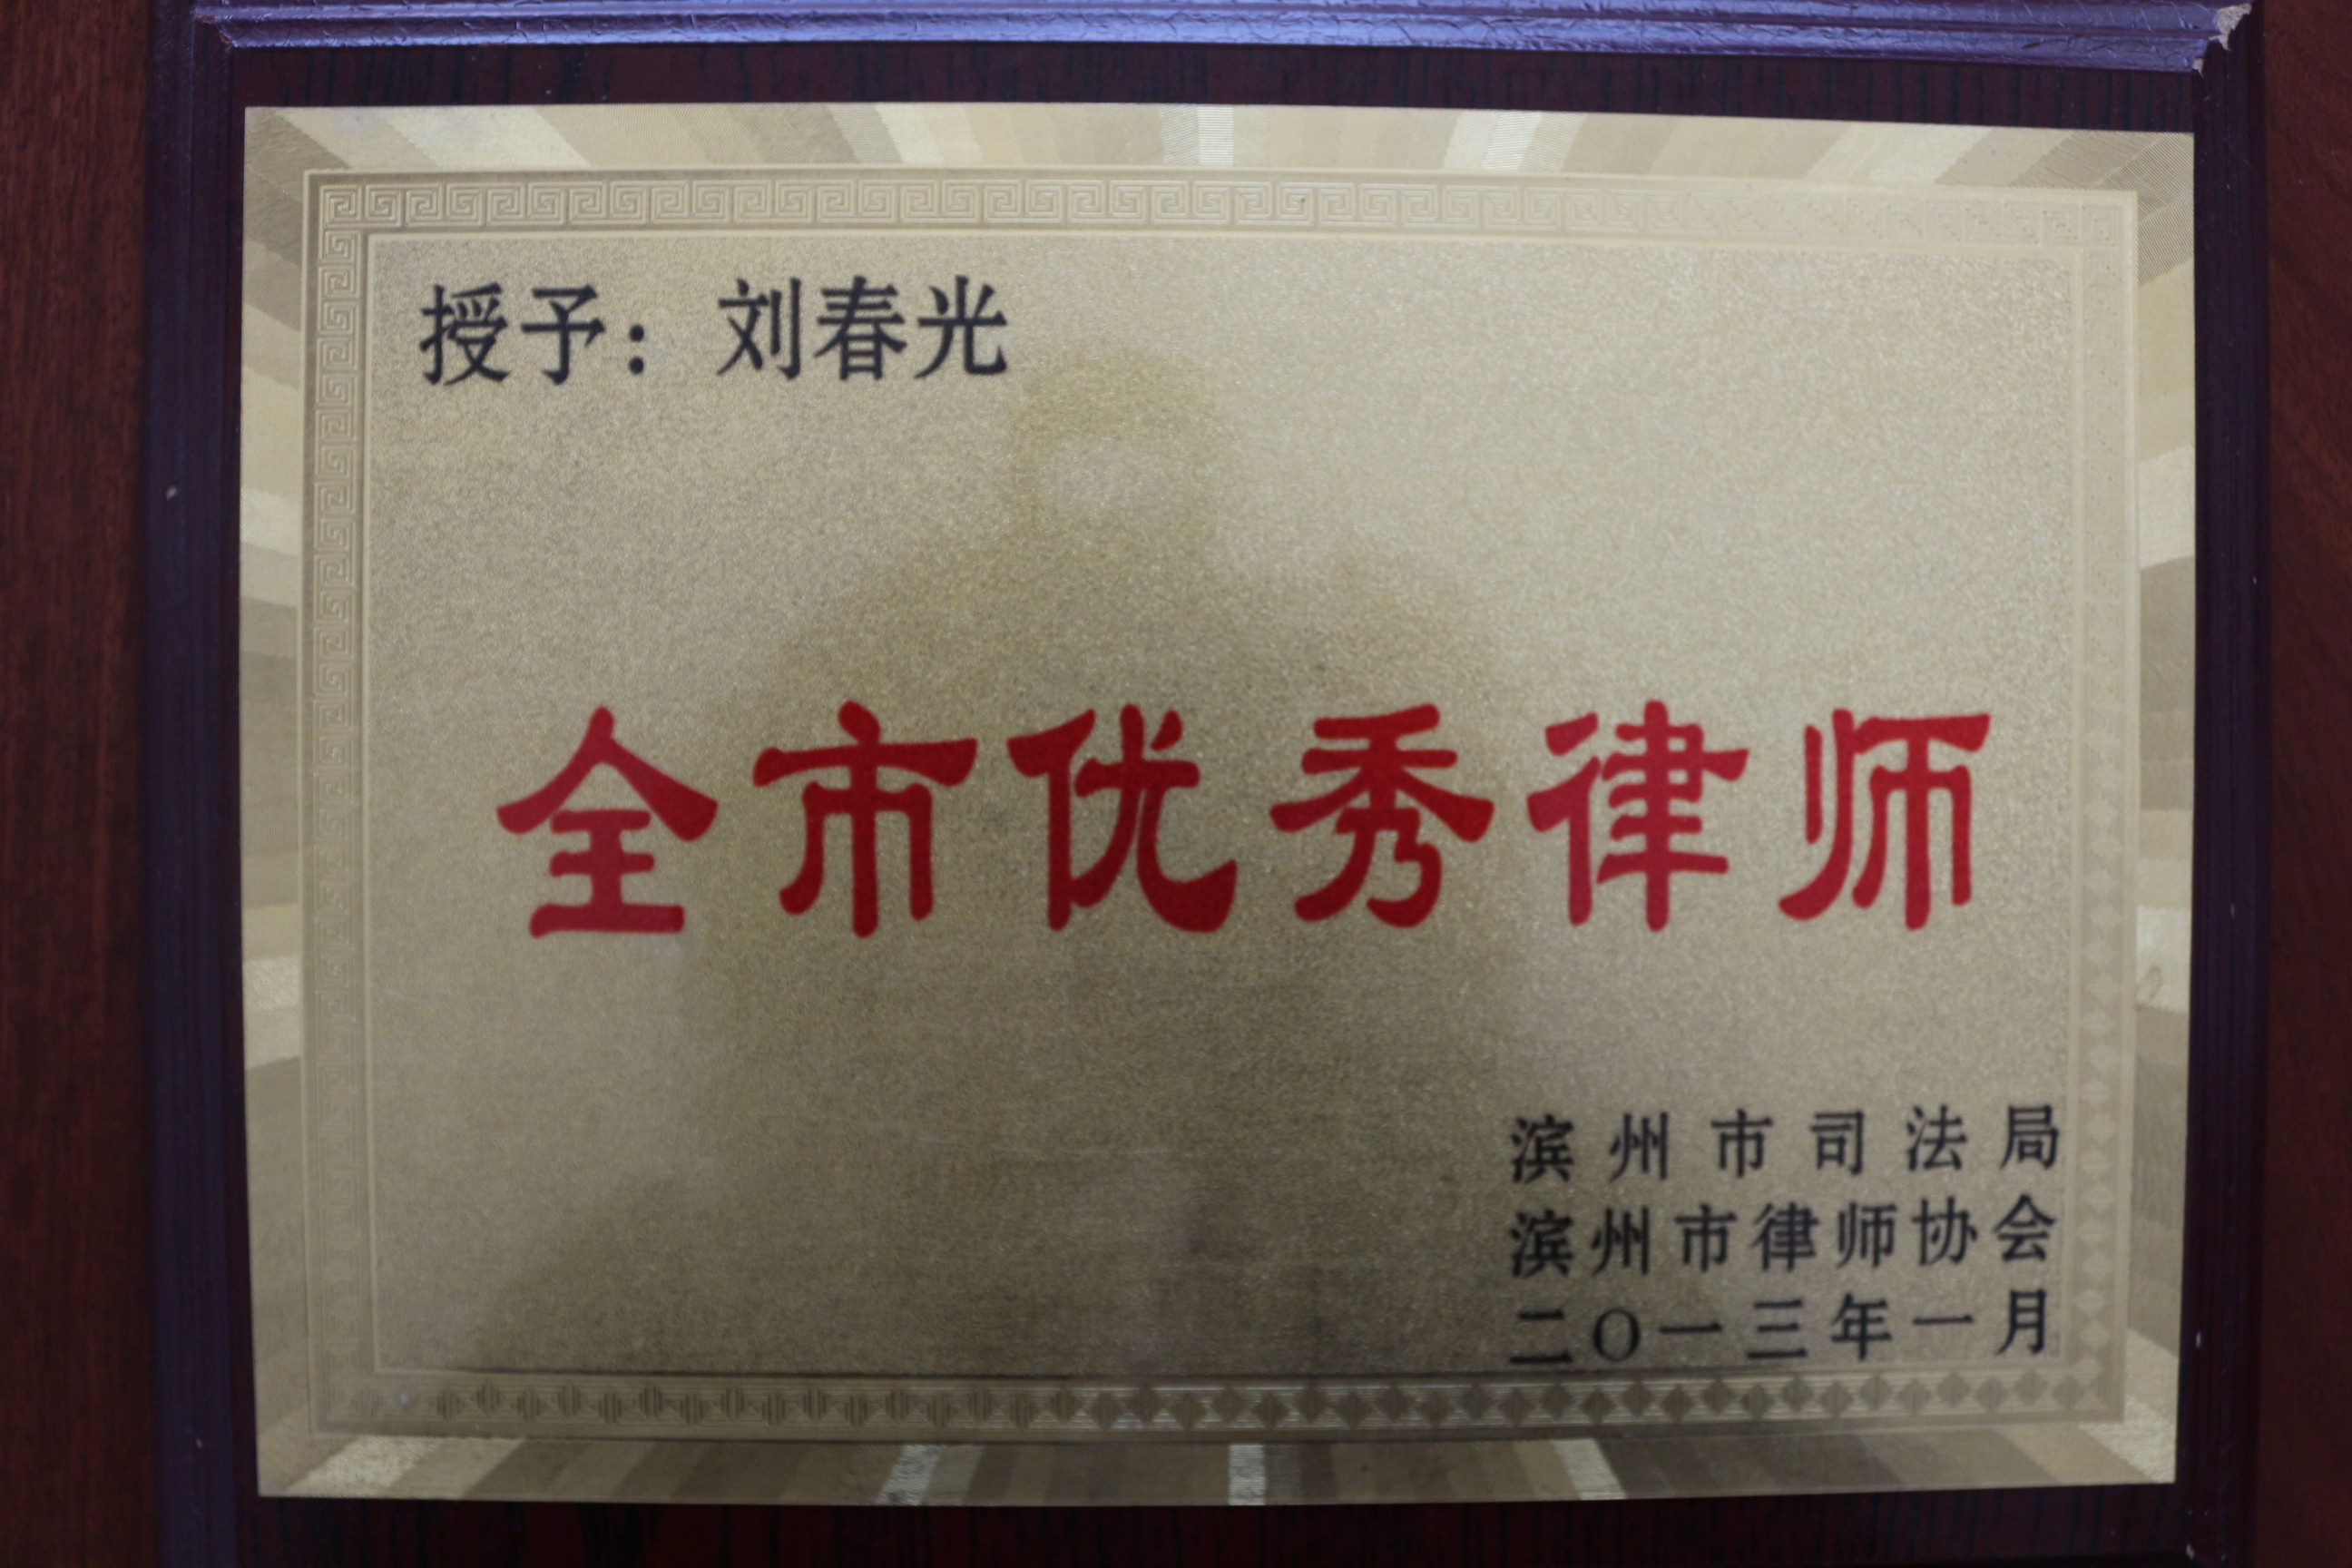 授予：刘春光
全市优秀律师
滨州市司法局
滨州市律师协会
二〇一三年一月